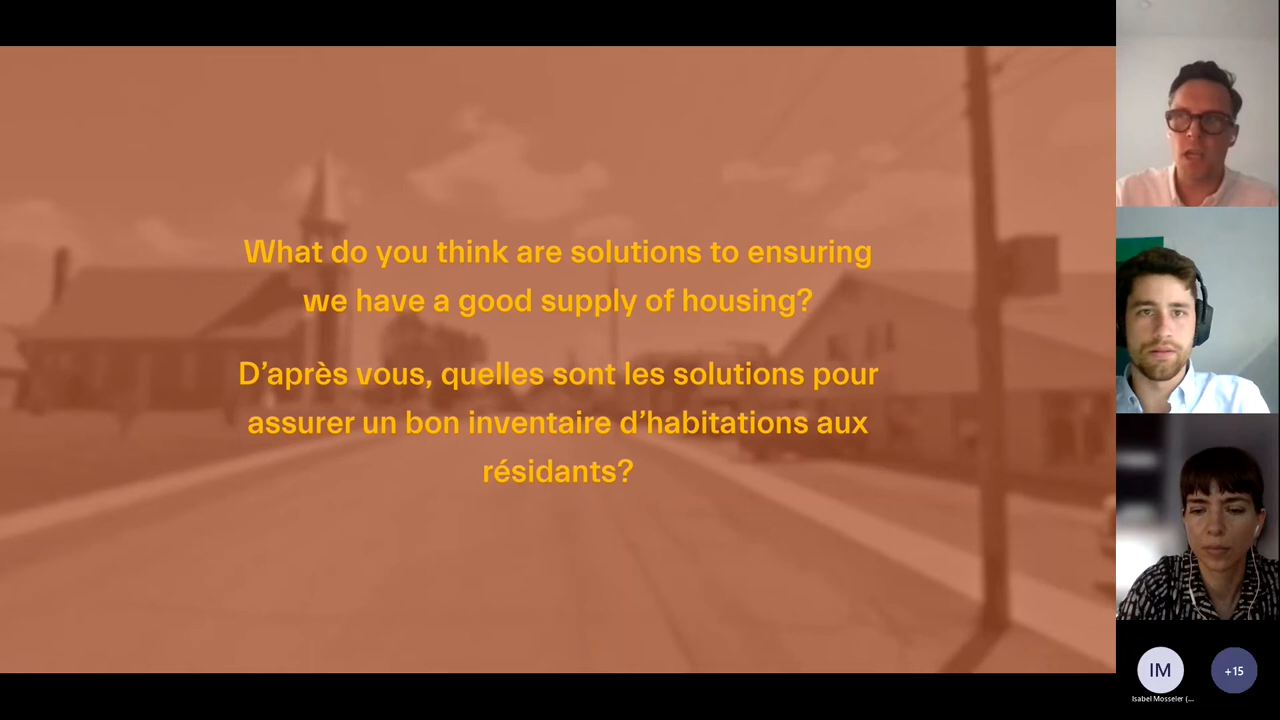 What do you think are solutions to ensuring
we have a good supply of housing?
D'après vous, quelles sont les solutions pour
assurer un bon inventaire d'habitations aux
résidants?
IM
+15
Isabel Mosseler (...